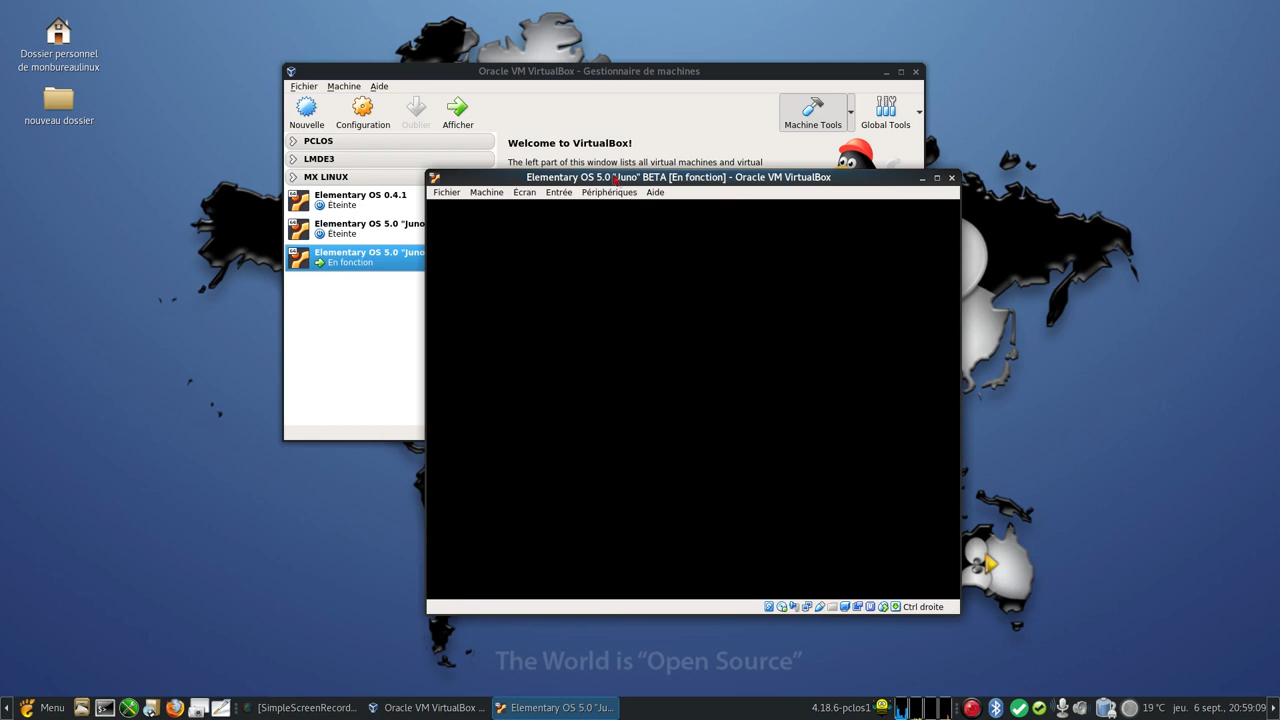 Dossier personnel
de monbureaulinux
nouveau dossier
Oracle VM VirtualBox - Gestionnaire de machines
Fichier Machine Aide
Nouvelle Configuration Oublier Afficher
Machine Tools Global Tools
PCLOS
LMDE3
MX LINUX
Elementary OS 0.4.1
Éteinte
Elementary OS 5.0 "Juno
Éteinte
Elementary OS 5.0 "Juno
En fonction
Welcome to VirtualBox!
The left part of this window lists all virtual machines and virtual
Elementary OS 5.0 "Juno" BETA [En fonction] - Oracle VM VirtualBox
Fichier Machine Écran Entrée Périphériques Aide
Ctrl droite
The World is “Open Source”
Menu [SimpleScreenRecord... Oracle VM VirtualBox ... Elementary OS 5.0 "Ju... 4.18.6-pclos1 19 °C jeu. 6 sept., 20:59:09